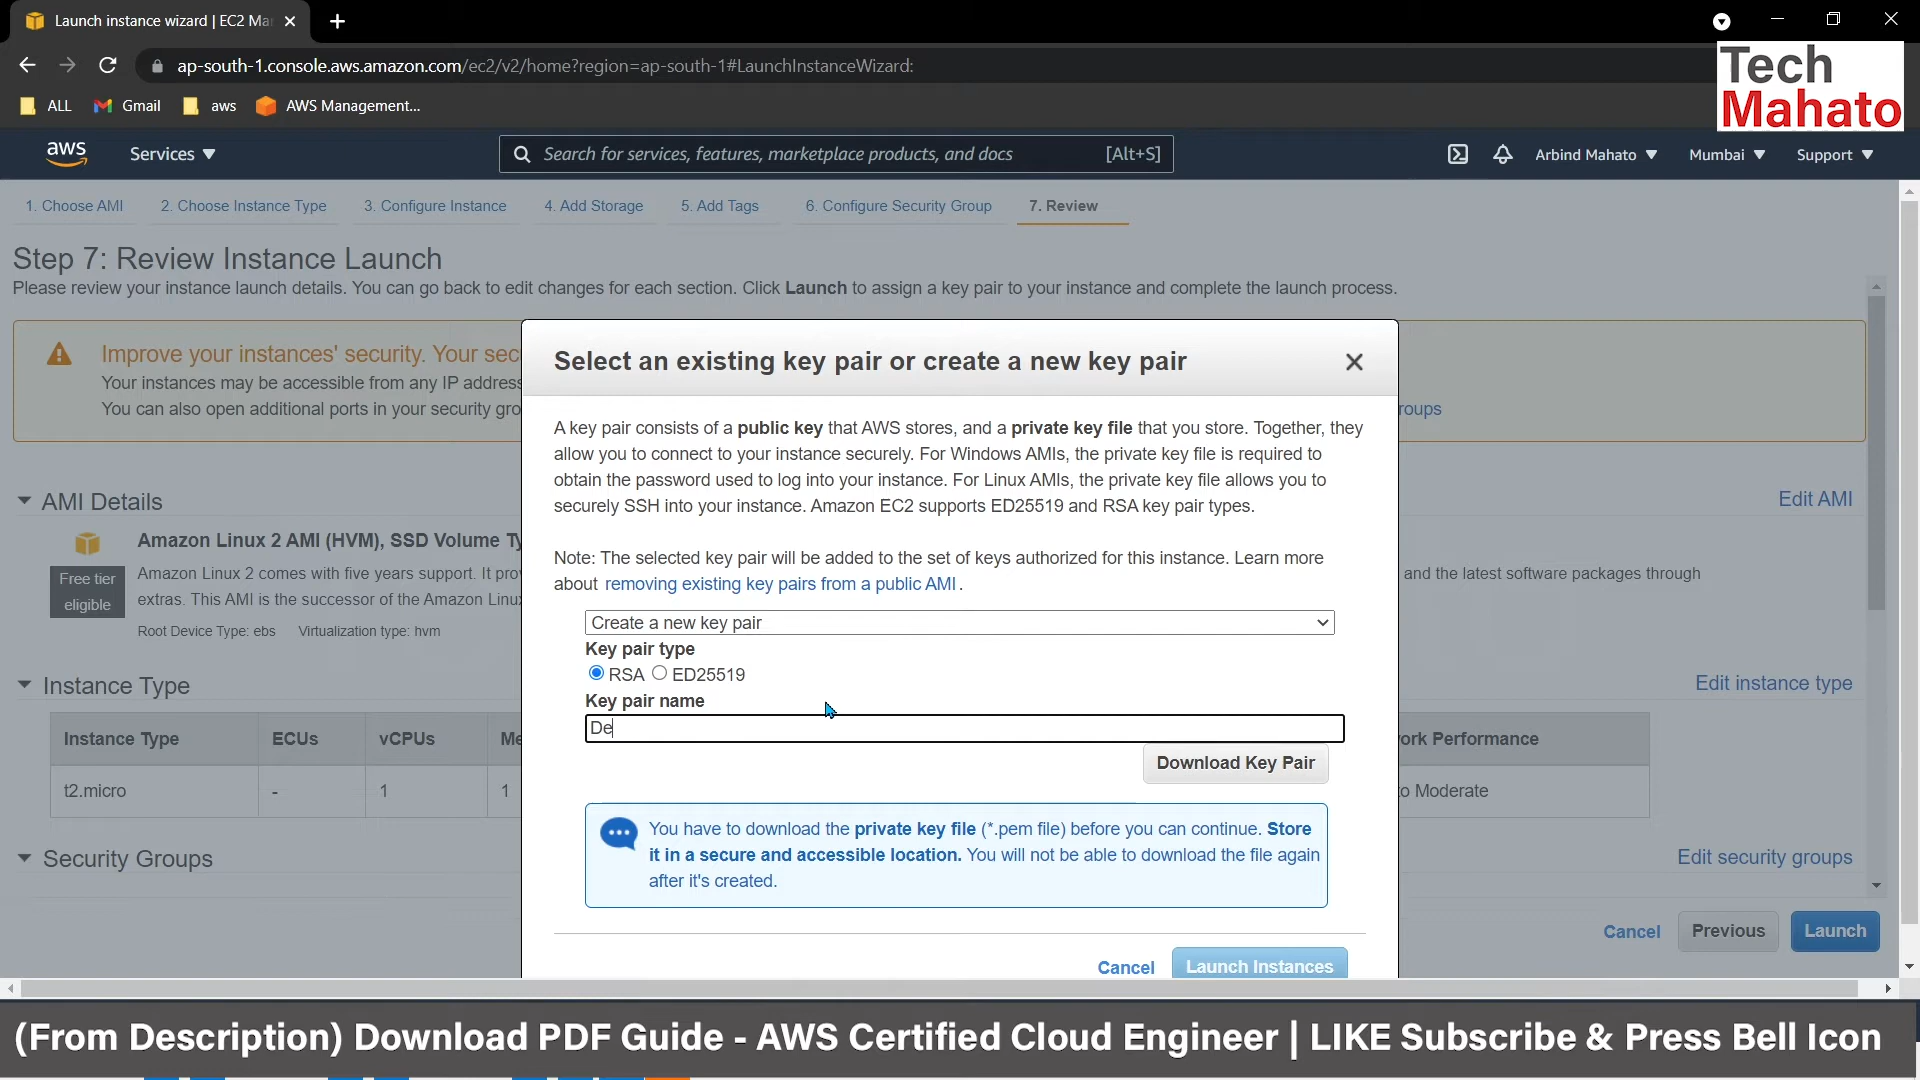 Launch instance wizard | EC2 Ma
ap-south-1.console.aws.amazon.com/ec2/v2/home?region=ap-south-1#LaunchInstanceWizard:
Tech
Mahato
ALL Gmail aws AWS Management...
aws Services Search for services, features, marketplace products, and docs [Alt+S] Arbind Mahato Mumbai Support
1. Choose AMI 2. Choose Instance Type 3. Configure Instance 4. Add Storage 5. Add Tags 6. Configure Security Group 7. Review
Step 7: Review Instance Launch
Please review your instance launch details. You can go back to edit changes for each section. Click Launch to assign a key pair to your instance and complete the launch process.
Improve your instances' security. Your sec
Your instances may be accessible from any IP address
You can also open additional ports in your security gro
roups
Select an existing key pair or create a new key pair
A key pair consists of a public key that AWS stores, and a private key file that you store. Together, they
allow you to connect to your instance securely. For Windows AMIs, the private key file is required to
obtain the password used to log into your instance. For Linux AMIs, the private key file allows you to
securely SSH into your instance. Amazon EC2 supports ED25519 and RSA key pair types.
Note: The selected key pair will be added to the set of keys authorized for this instance. Learn more
about removing existing key pairs from a public AMI.
Create a new key pair
Key pair type
RSA ED25519
Key pair name
De
Download Key Pair
You have to download the private key file (*.pem file) before you can continue. Store
it in a secure and accessible location. You will not be able to download the file again
after it's created.
Cancel Launch Instances
AMI Details
Edit AMI
Amazon Linux 2 AMI (HVM), SSD Volume Ty
Free tier
eligible
Amazon Linux 2 comes with five years support. It pro
and the latest software packages through
extras. This AMI is the successor of the Amazon Linux
Root Device Type: ebs Virtualization type: hvm
Instance Type
Edit instance type
Instance Type ECUs vCPUs Me
ork Performance
t2.micro - 1 1
o Moderate
Security Groups
Edit security groups
Cancel Previous Launch
(From Description) Download PDF Guide - AWS Certified Cloud Engineer | LIKE Subscribe & Press Bell Icon